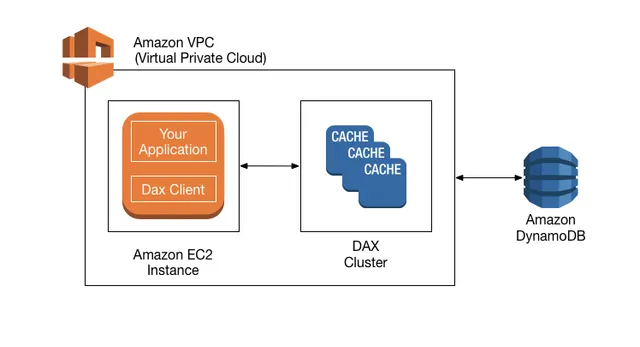 Amazon VPC
(Virtual Private Cloud)
Your
Application
Dax Client
Amazon EC2
Instance
CACHE
CACHE
CACHE
DAX
Cluster
Amazon
DynamoDB